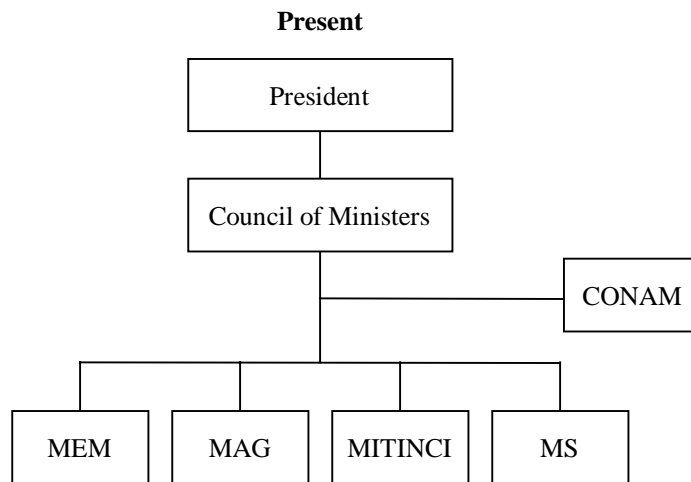 Present
President
Council of Ministers
CONAM
MEM
MAG
MITINCI
MS